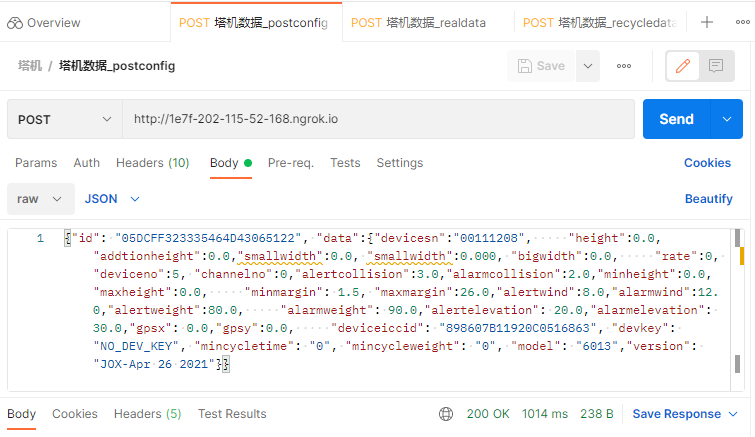 Overview
POST 塔机数据_postconfig
POST 塔机数据_realdata
POST 塔机数据_recycledata
塔机 / 塔机数据_postconfig
Save
POST
http://1e7f-202-115-52-168.ngrok.io
Send
Params Auth Headers (10) Body Pre-req. Tests Settings Cookies
raw JSON Beautify
1 {"id": "05DCFF323335464D43065122", "data":{"devicesn":"00111208", "height":0.0,
"addtionheight":0.0,"smallwidth":0.0, "smallwidth":0.000, "bigwidth":0.0, "rate":0,
"deviceno":5, "channelno":0,"alertcollision":3.0,"alarmcollision":2.0,"minheight":0.0,
"maxheight":0.0, "minmargin": 1.5, "maxmargin":26.0,"alertwind":8.0,"alarmwind":12.
0,"alertweight":80.0, "alarmweight": 90.0,"alertelevation": 20.0,"alarmelevation":
30.0,"gpsx": 0.0,"gpsy":0.0, "deviceiccid": "898607B11920C0516863", "devkey":
"NO_DEV_KEY", "mincycletime": "0", "mincycleweight": "0", "model": "6013","version":
"JOX-Apr 26 2021"}}
Body Cookies Headers (5) Test Results 200 OK 1014 ms 238 B Save Response